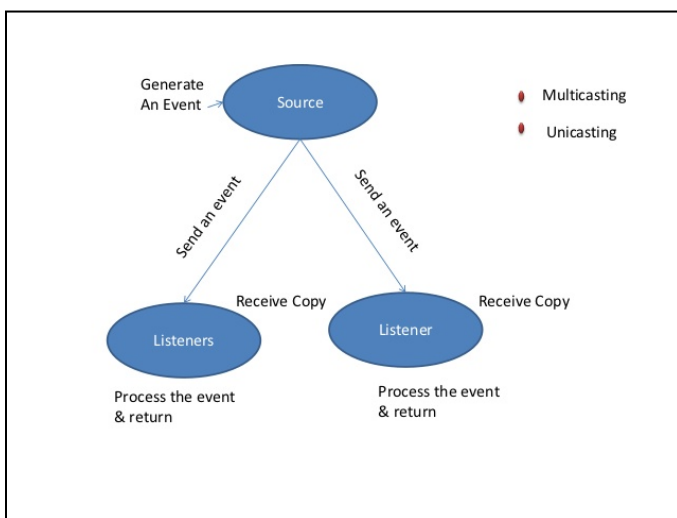 Generate
An Event
Source
Multicasting
Unicasting
Send an event
Send an event
Receive Copy
Receive Copy
Listeners
Listener
Process the event
& return
Process the event
& return